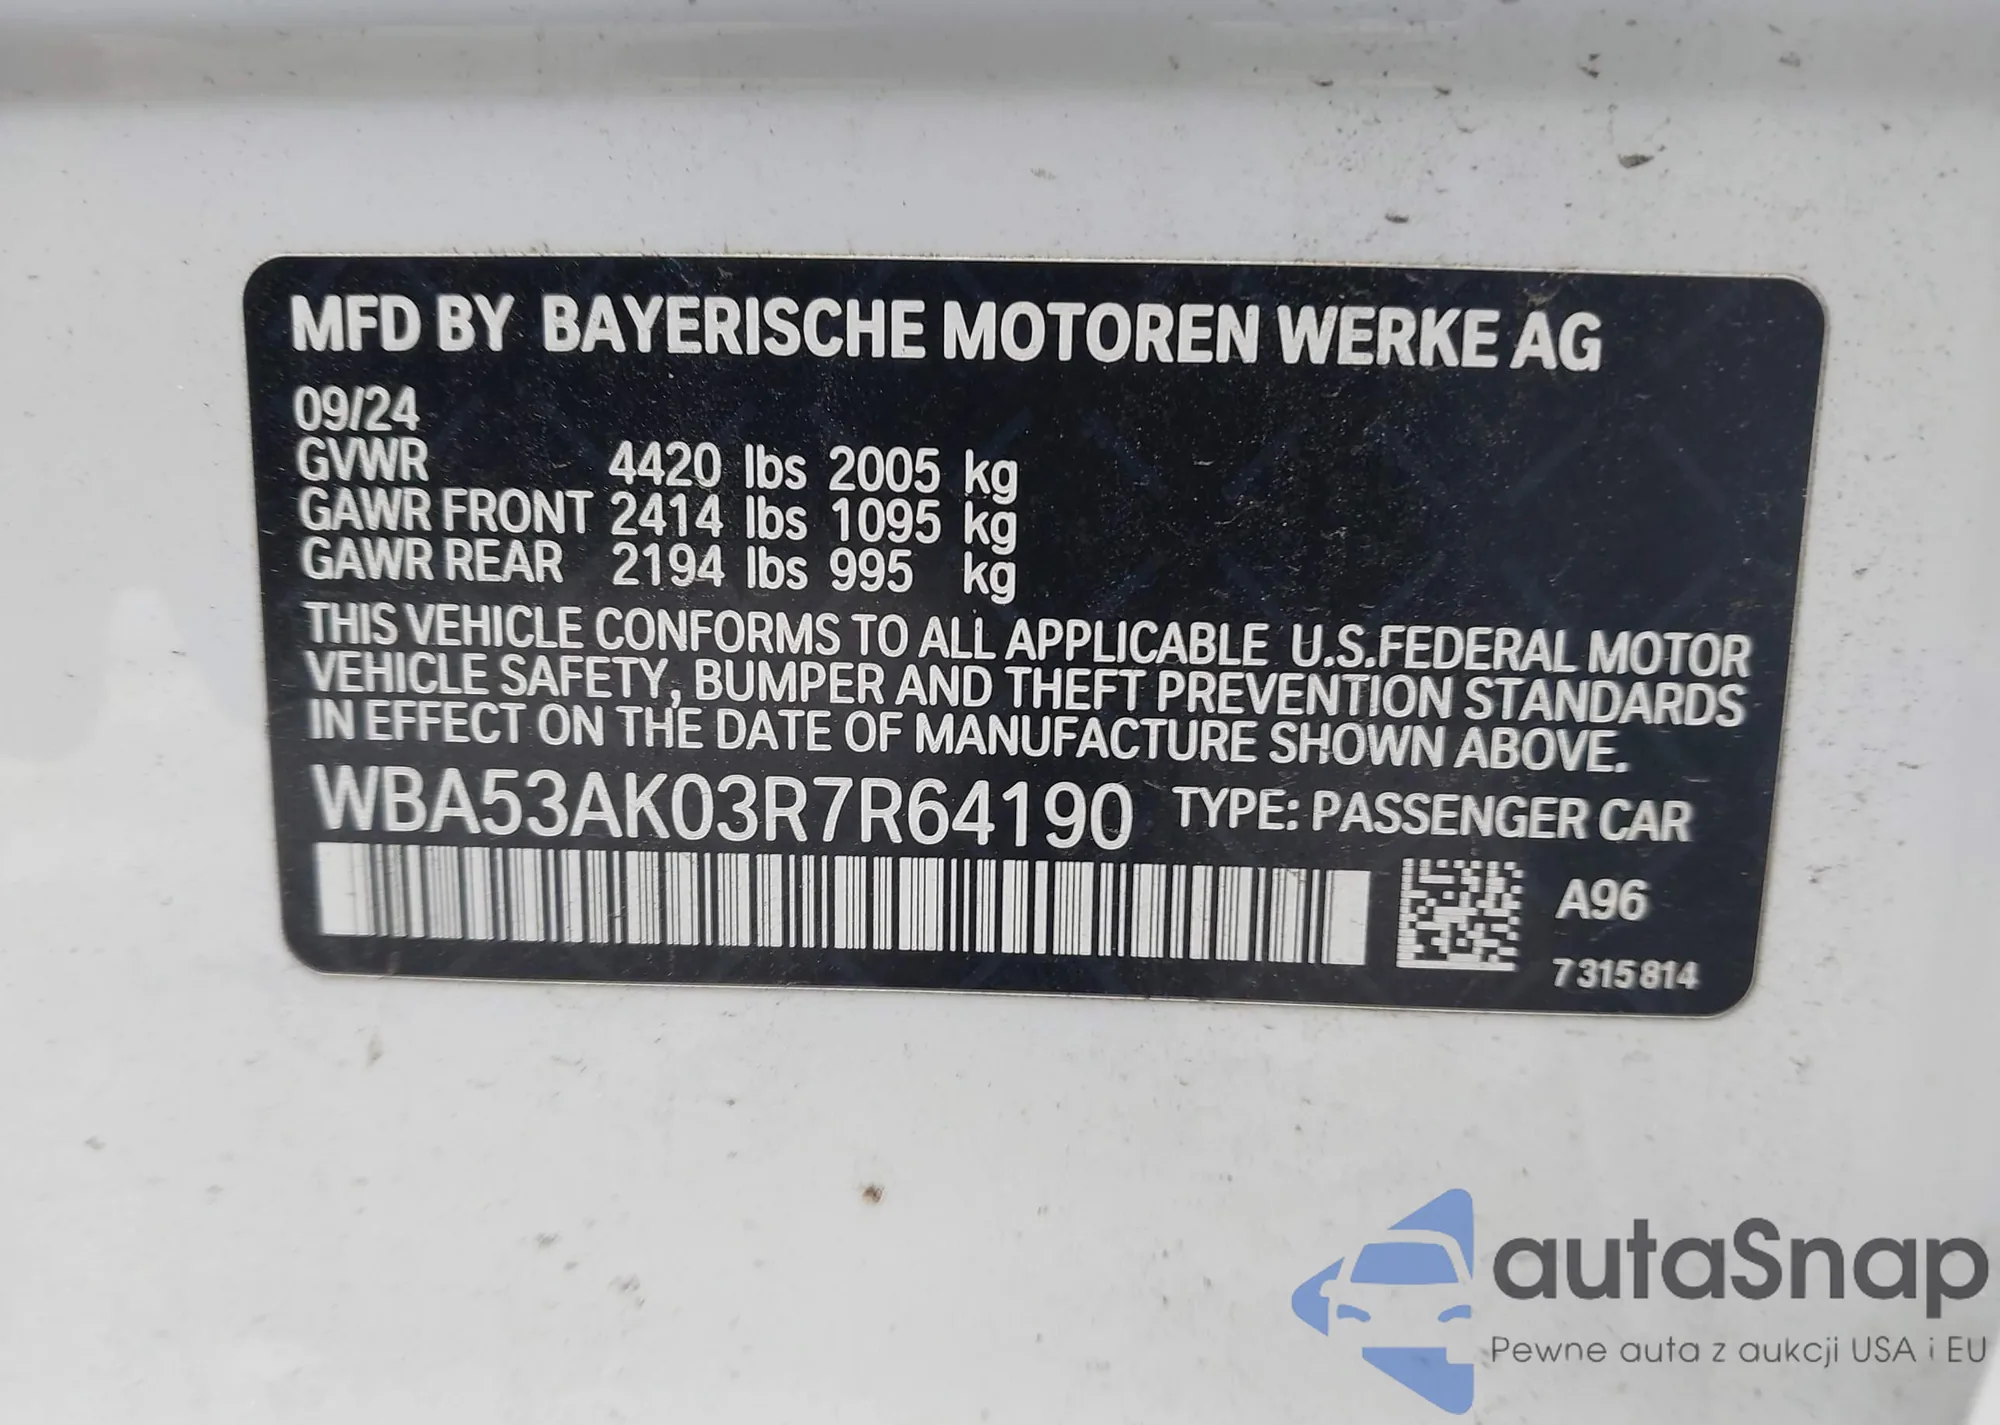 MFD BY BAYERISCHE MOTOREN WERKE AG
09/24
GVWR 4420 lbs 2005 kg
GAWR FRONT 2414 lbs 1095 kg
GAWR REAR 2194 lbs 995 kg
THIS VEHICLE CONFORMS TO ALL APPLICABLE U.S.FEDERAL MOTOR
VEHICLE SAFETY, BUMPER AND THEFT PREVENTION STANDARDS
IN EFFECT ON THE DATE OF MANUFACTURE SHOWN ABOVE.
WBA53AK03R7R64190 TYPE: PASSENGER CAR
A96
7 315 814
autaSnap
Pewne auta z aukcji USA i EU